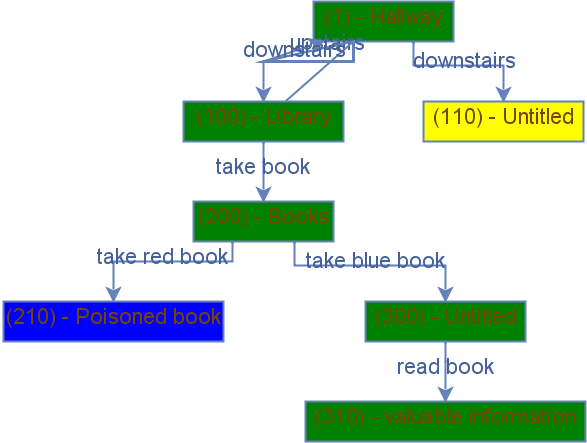 (1) - Hallway
upstairs
downstairs
downstairs
(100) - Library
(110) - Untitled
take book
(200) - Books
take red book
take blue book
(210) - Poisoned book
(300) - Untitled
read book
(310) - valuable information